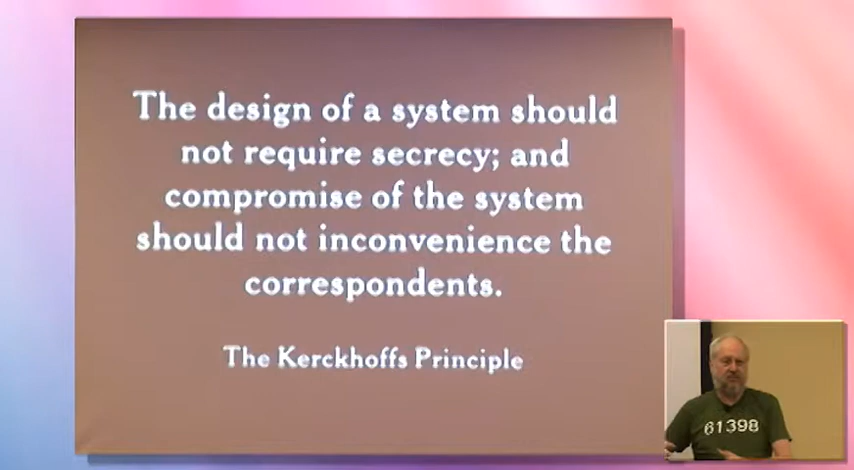 The design of a system should
not require secrecy; and
compromise of the system
should not inconvenience the
correspondents.
The Kerckhoffs Principle
61398